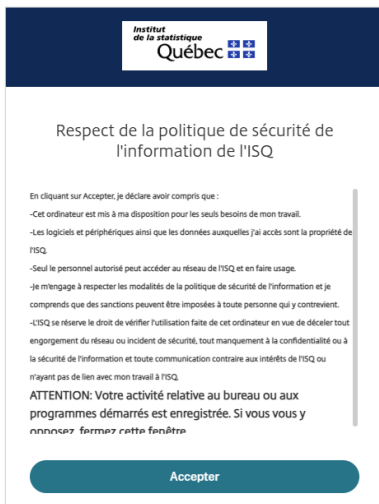 Institut
de la statistique
Québec
Respect de la politique de sécurité de
l'information de l'ISQ
En cliquant sur Accepter, je déclare avoir compris que :
-Cet ordinateur est mis à ma disposition pour les seuls besoins de mon travail.
-Les logiciels et périphériques ainsi que les données auxquelles j'ai accès sont la propriété de
l'ISQ.
-Seul le personnel autorisé peut accéder au réseau de l'ISQ et en faire usage.
-Je m'engage à respecter les modalités de la politique de sécurité de l'information et je
comprends que des sanctions peuvent être imposées à toute personne qui y contrevient.
-L'ISQ se réserve le droit de vérifier l'utilisation faite de cet ordinateur en vue de déceler tout
engorgement du réseau ou incident de sécurité, tout manquement à la confidentialité ou à
la sécurité de l'information et toute communication contraire aux intérêts de l'ISQ ou
n'ayant pas de lien avec mon travail à l'ISQ.
ATTENTION: Votre activité relative au bureau ou aux
programmes démarrés est enregistrée. Si vous vous y
opposez, fermez cette fenêtre
Accepter